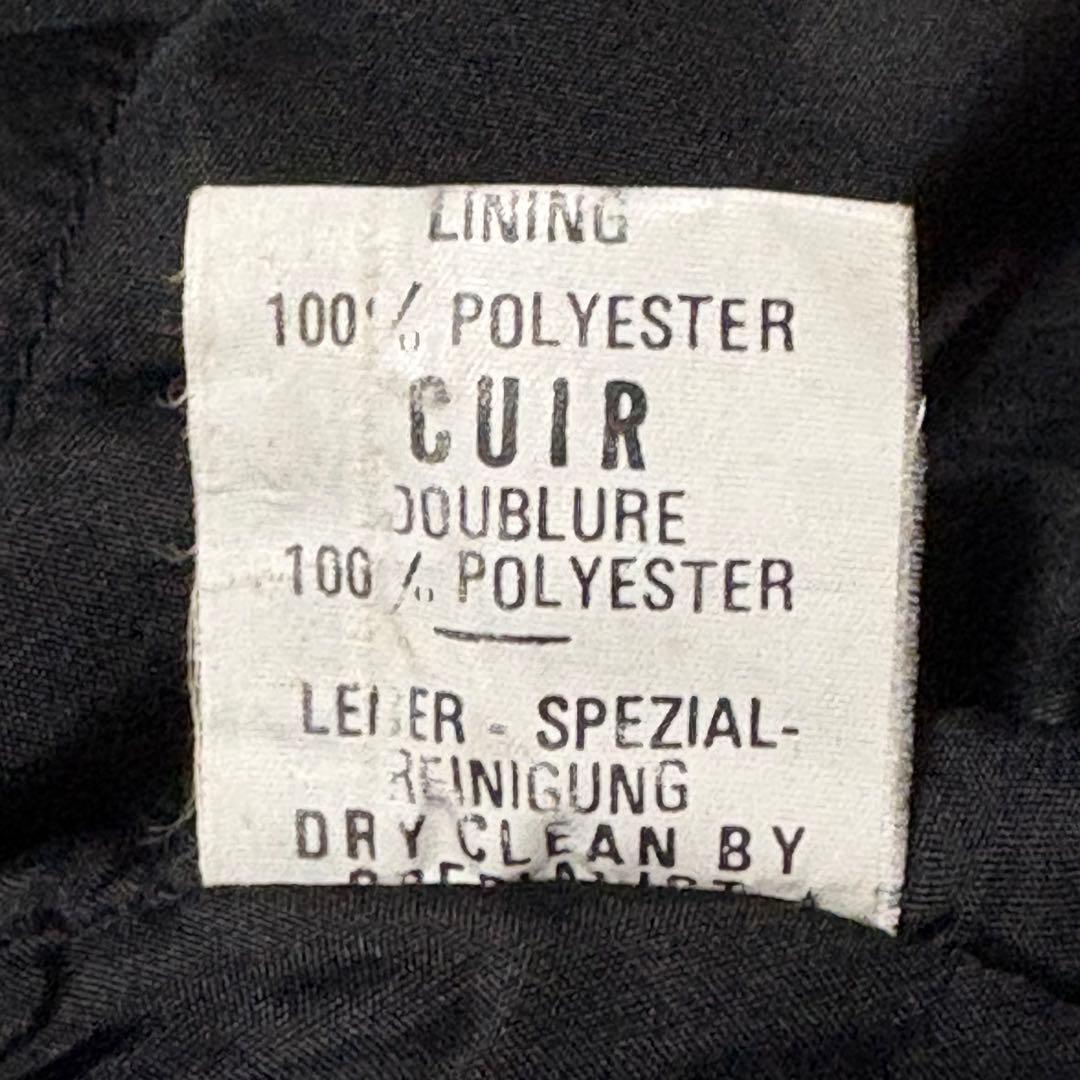 LINING
100% POLYESTER
CUIR
DOUBLURE
100% POLYESTER
LEDER - SPEZIAL-
REINIGUNG
DRY CLEAN BY